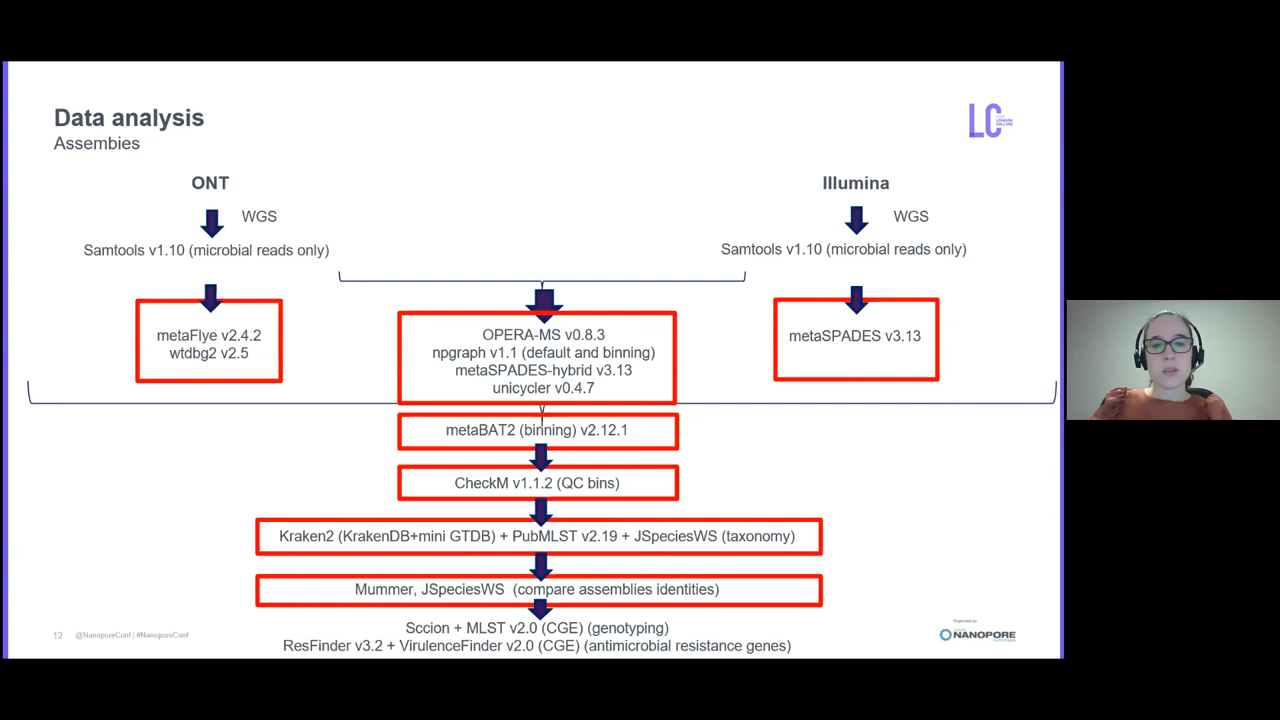 Data analysis
Assembies
LC
LONDON
CALLING
ONT
Illumina
WGS
WGS
Samtools v1.10 (microbial reads only)
Samtools v1.10 (microbial reads only)
metaFlye v2.4.2
wtdbg2 v2.5
OPERA-MS v0.8.3
npgraph v1.1 (default and binning)
metaSPADES-hybrid v3.13
unicycler v0.4.7
metaSPADES v3.13
metaBAT2 (binning) v2.12.1
CheckM v1.1.2 (QC bins)
Kraken2 (KrakenDB+mini GTDB) + PubMLST v2.19 + JSpeciesWS (taxonomy)
Mummer, JSpeciesWS (compare assemblies identities)
Sccion + MLST v2.0 (CGE) (genotyping)
ResFinder v3.2 + VirulenceFinder v2.0 (CGE) (antimicrobial resistance genes)
12 @NanoporeConf | #NanoporeConf
Organised by
NANOPORE